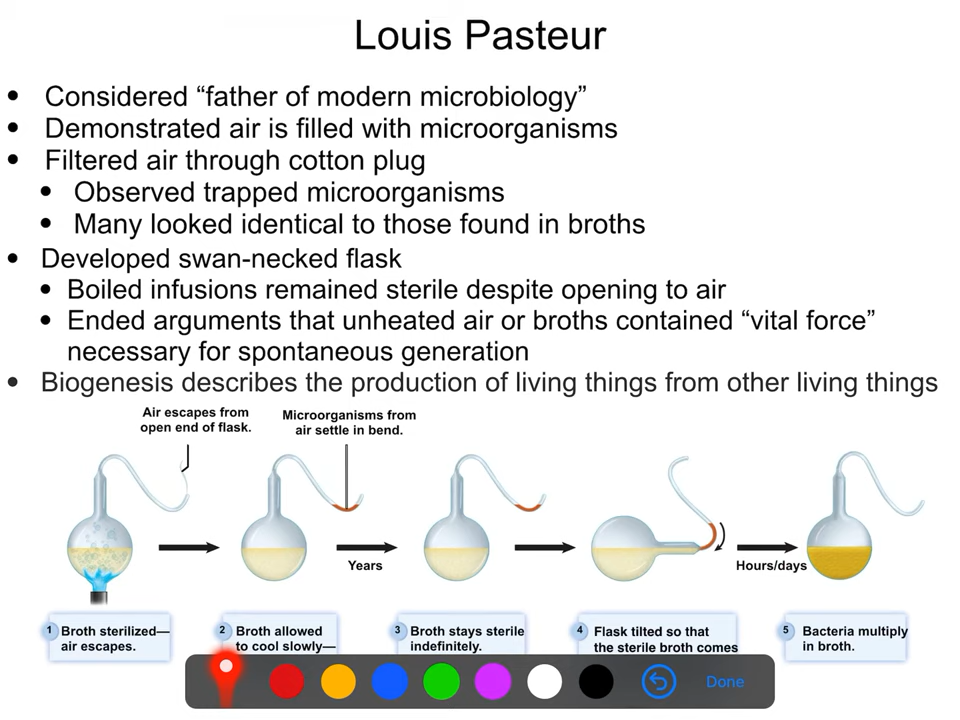 Louis Pasteur
• Considered “father of modern microbiology”
• Demonstrated air is filled with microorganisms
• Filtered air through cotton plug
• Observed trapped microorganisms
• Many looked identical to those found in broths
• Developed swan-necked flask
• Boiled infusions remained sterile despite opening to air
• Ended arguments that unheated air or broths contained “vital force”
necessary for spontaneous generation
• Biogenesis describes the production of living things from other living things
Air escapes from
open end of flask.
Microorganisms from
air settle in bend.
Years
Hours/days
1 Broth sterilized—
air escapes.
2 Broth allowed
to cool slowly—
3 Broth stays sterile
indefinitely.
4 Flask tilted so that
the sterile broth comes
5 Bacteria multiply
in broth.
Done